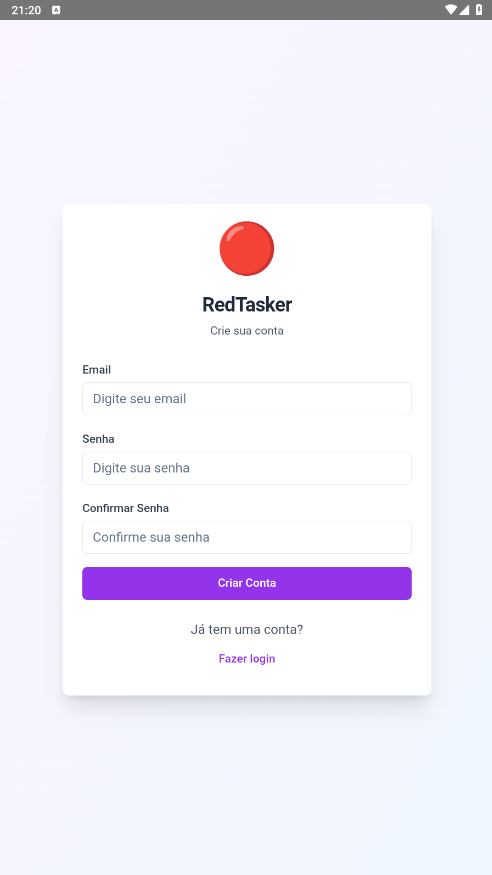 21:20
RedTasker
Crie sua conta
Email
Digite seu email
Senha
Digite sua senha
Confirmar Senha
Confirme sua senha
Criar Conta
Já tem uma conta?
Fazer login